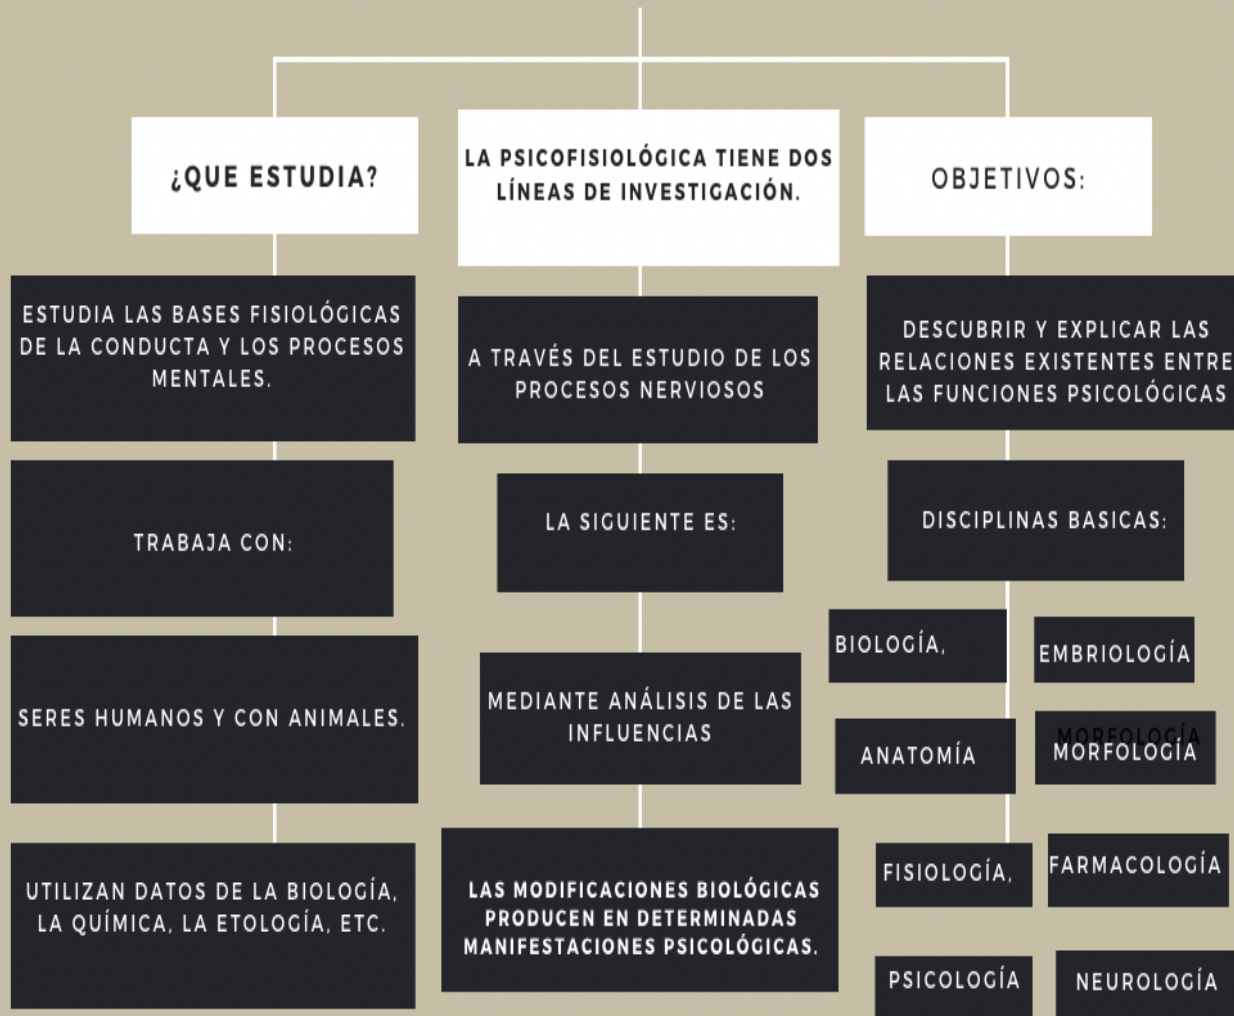 ¿QUE ESTUDIA?
ESTUDIA LAS BASES FISIOLÓGICAS
DE LA CONDUCTA Y LOS PROCESOS
MENTALES.
TRABAJA CON:
SERES HUMANOS Y CON ANIMALES.
UTILIZAN DATOS DE LA BIOLOGÍA,
LA QUÍMICA, LA ETOLOGÍA, ETC.
LA PSICOFISIOLÓGICA TIENE DOS
LÍNEAS DE INVESTIGACIÓN.
A TRAVÉS DEL ESTUDIO DE LOS
PROCESOS NERVIOSOS
LA SIGUIENTE ES:
MEDIANTE ANÁLISIS DE LAS
INFLUENCIAS
LAS MODIFICACIONES BIOLÓGICAS
PRODUCEN EN DETERMINADAS
MANIFESTACIONES PSICOLÓGICAS.
OBJETIVOS:
DESCUBRIR Y EXPLICAR LAS
RELACIONES EXISTENTES ENTRE
LAS FUNCIONES PSICOLÓGICAS
DISCIPLINAS BASICAS:
BIOLOGÍA,
EMBRIOLOGÍA
ANATOMÍA
MORFOLOGÍA
MORFOLOGÍA
FISIOLOGÍA,
FARMACOLOGÍA
PSICOLOGÍA
NEUROLOGÍA